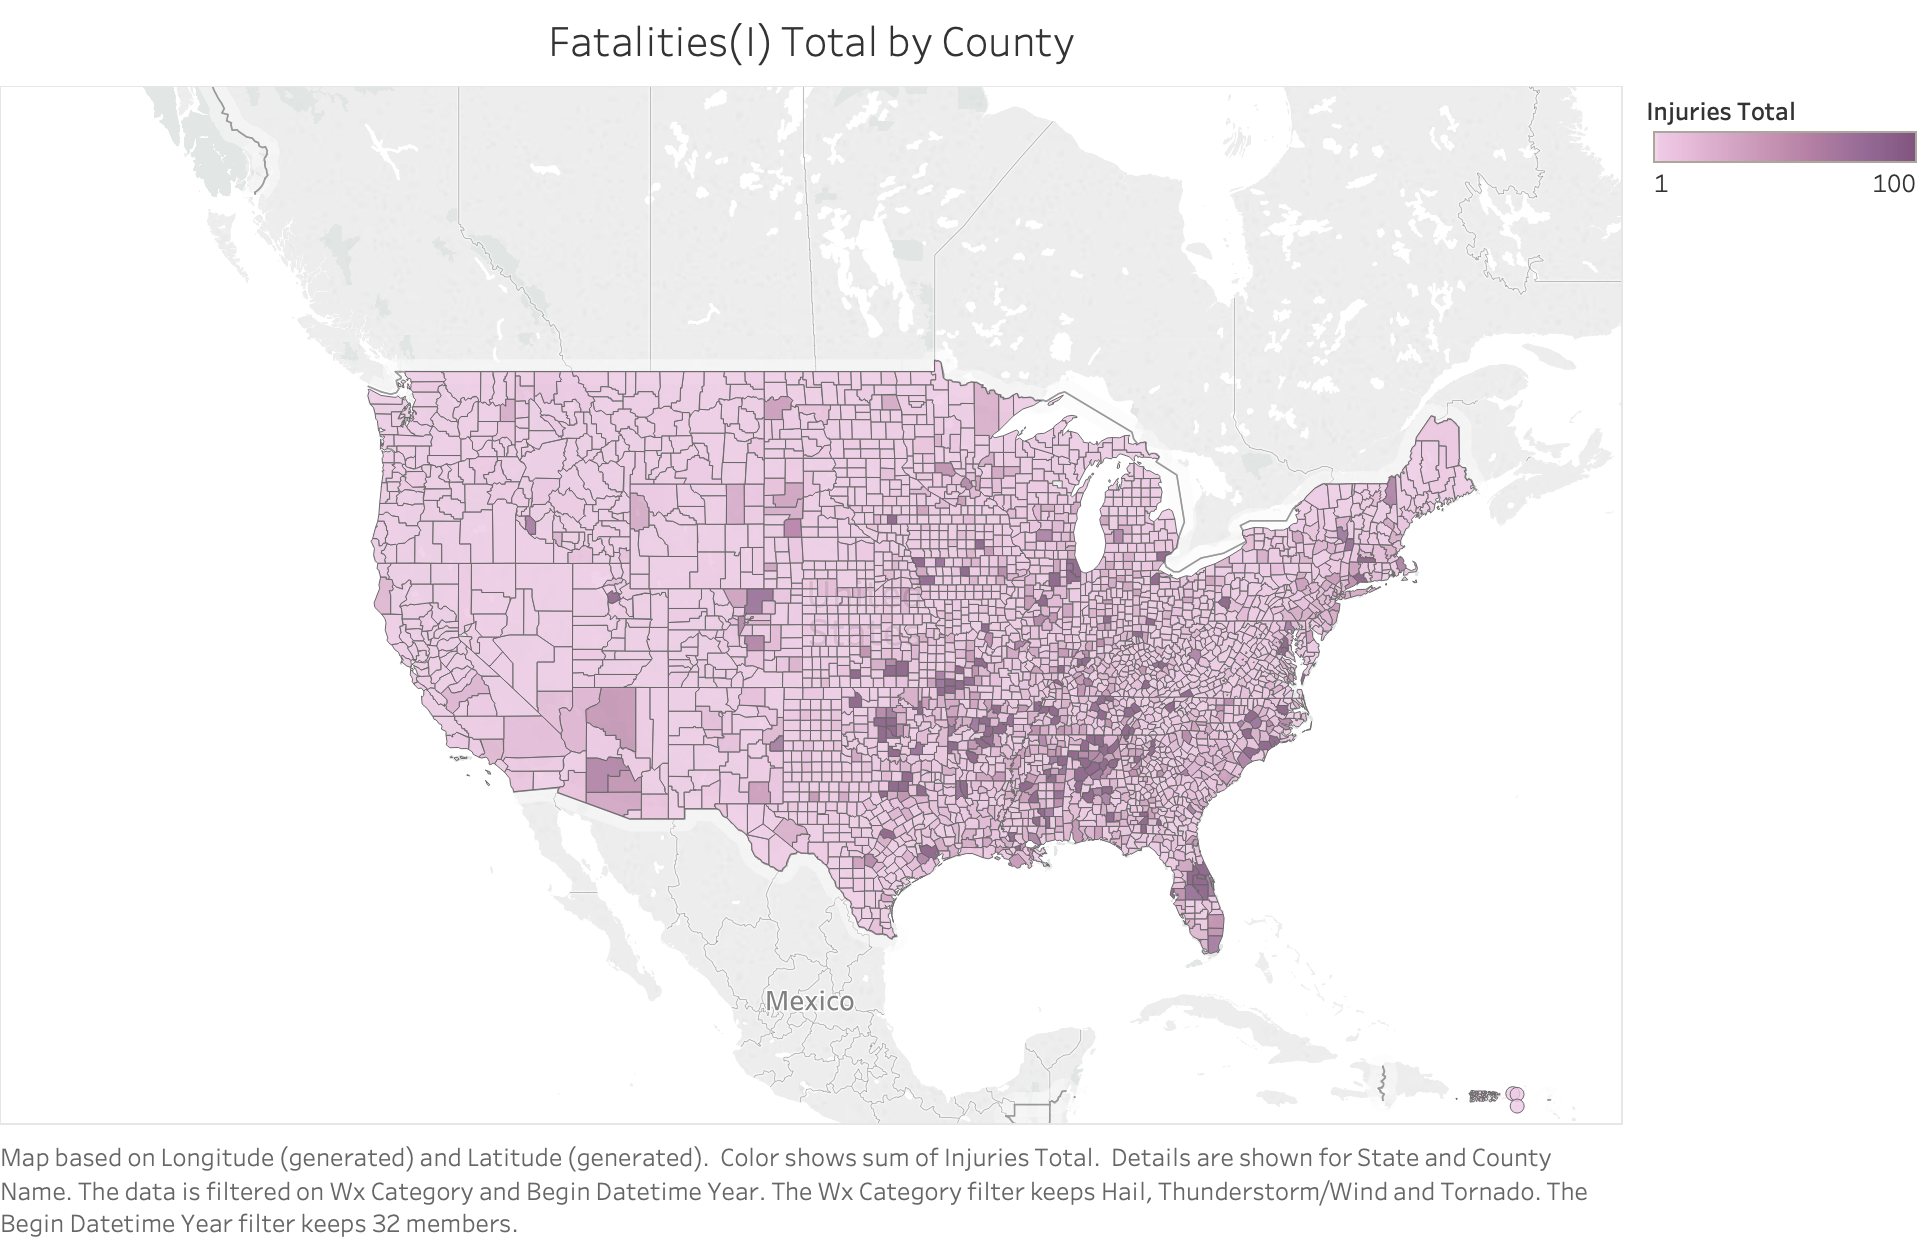 Fatalities(I) Total by County
Injuries Total
1 100
United
States
Mexico
Map based on Longitude (generated) and Latitude (generated).  Color shows sum of Injuries Total.  Details are shown for State and County
Name. The data is filtered on Wx Category and Begin Datetime Year. The Wx Category filter keeps Hail, Thunderstorm/Wind and Tornado. The
Begin Datetime Year filter keeps 32 members.